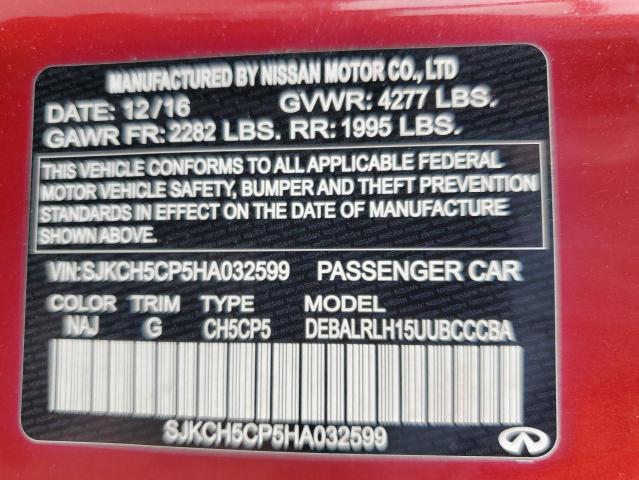 MANUFACTURED BY NISSAN MOTOR CO., LTD
DATE: 12/16 GVWR: 4277 LBS.
GAWR FR: 2282 LBS. RR: 1995 LBS.
THIS VEHICLE CONFORMS TO ALL APPLICABLE FEDERAL
MOTOR VEHICLE SAFETY, BUMPER AND THEFT PREVENTION
STANDARDS IN EFFECT ON THE DATE OF MANUFACTURE
SHOWN ABOVE.
VIN:SJKCH5CP5HA032599 PASSENGER CAR
COLOR TRIM TYPE MODEL
NAJ G CH5CP5 DEBALRLH15UUBCCCBA
SJKCH5CP5HA032599